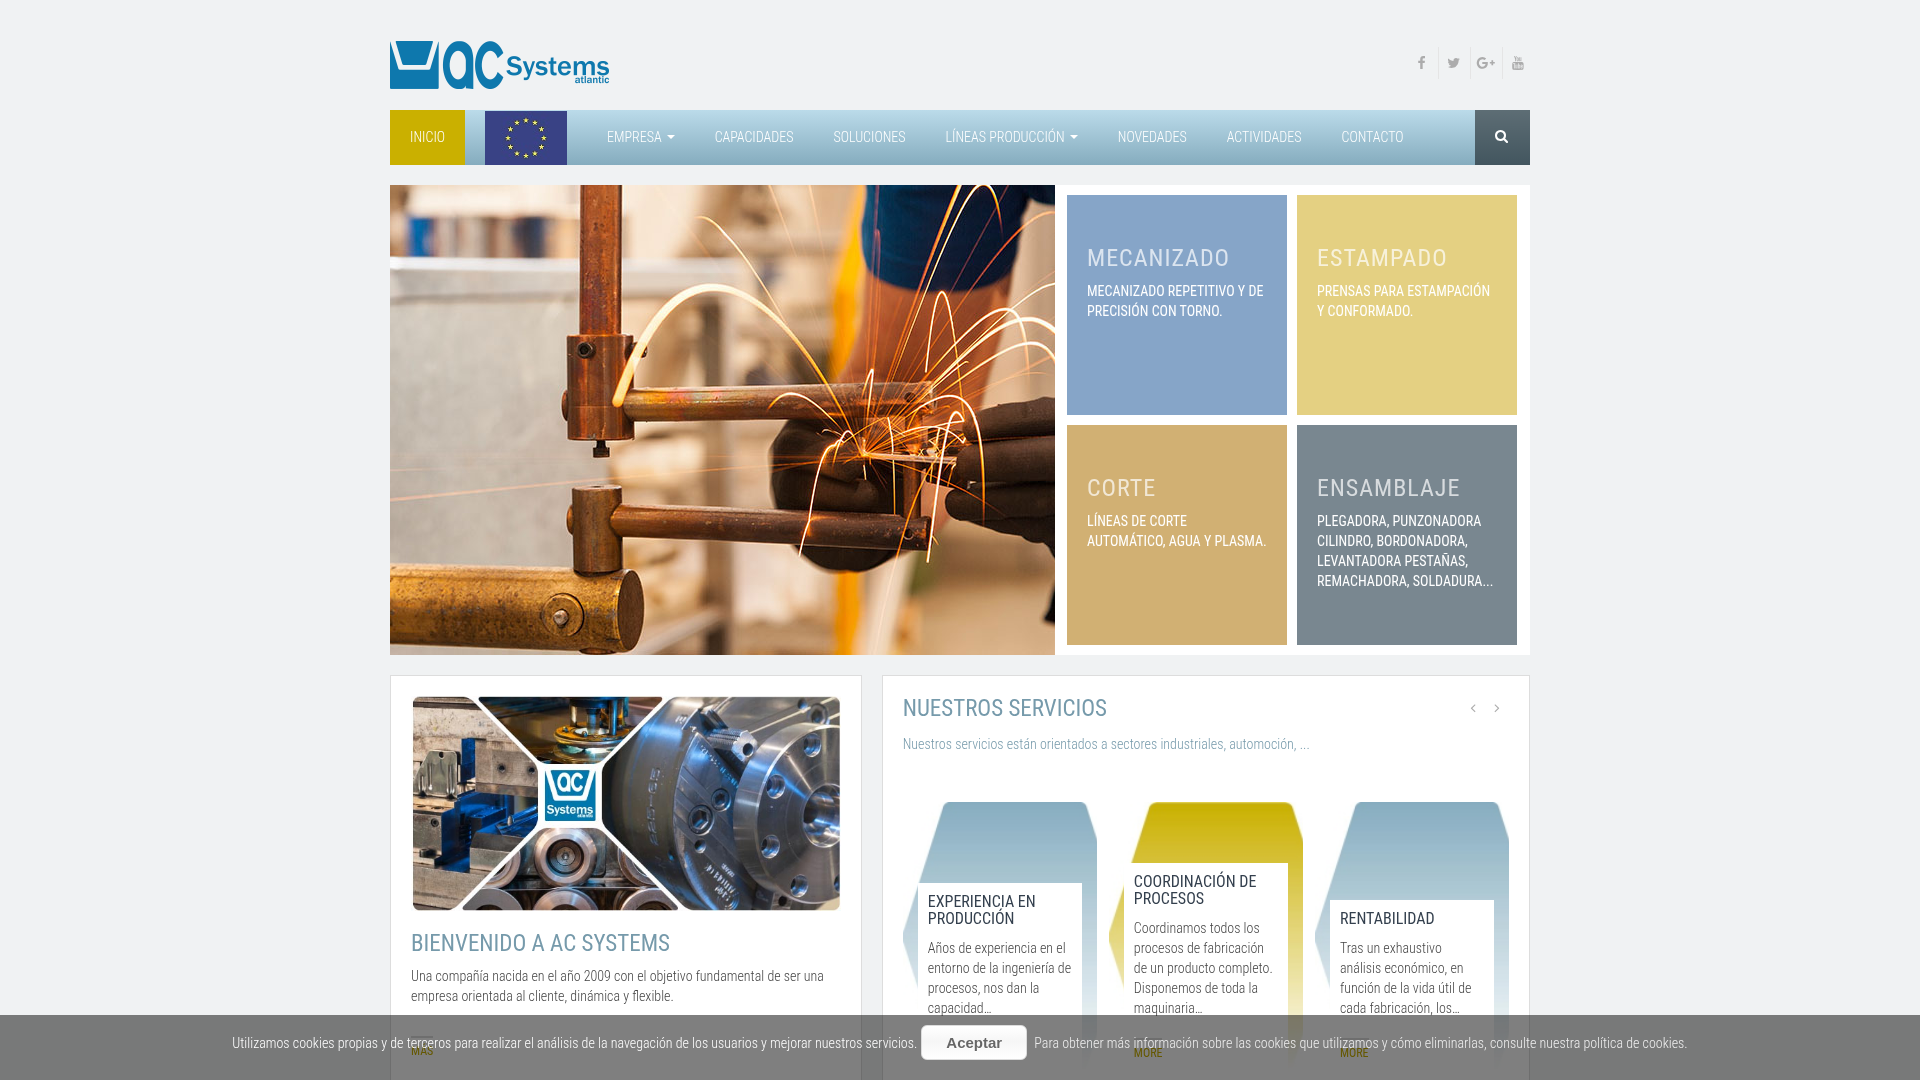 ac Systems
atlantic
INICIO
EMPRESA
CAPACIDADES
SOLUCIONES
LÍNEAS PRODUCCIÓN
NOVEDADES
ACTIVIDADES
CONTACTO
MECANIZADO
MECANIZADO REPETITIVO Y DE
PRECISIÓN CON TORNO.
ESTAMPADO
PRENSAS PARA ESTAMPACIÓN
Y CONFORMADO.
CORTE
LÍNEAS DE CORTE
AUTOMÁTICO, AGUA Y PLASMA.
ENSAMBLAJE
PLEGADORA, PUNZONADORA
CILINDRO, BORDONADORA,
LEVANTADORA PESTAÑAS,
REMACHADORA, SOLDADURA...
ac
Systems
atlantic
BIENVENIDO A AC SYSTEMS
Una compañía nacida en el año 2009 con el objetivo fundamental de ser una
empresa orientada al cliente, dinámica y flexible.
MÁS
NUESTROS SERVICIOS
Nuestros servicios están orientados a sectores industriales, automoción, ...
EXPERIENCIA EN
PRODUCCIÓN
Años de experiencia en el
entorno de la ingeniería de
procesos, nos dan la
capacidad...
COORDINACIÓN DE
PROCESOS
Coordinamos todos los
procesos de fabricación
de un producto completo.
Disponemos de toda la
maquinaria...
MORE
RENTABILIDAD
Tras un exhaustivo
análisis económico, en
función de la vida útil de
cada fabricación, los...
MORE
Utilizamos cookies propias y de terceros para realizar el análisis de la navegación de los usuarios y mejorar nuestros servicios. Aceptar Para obtener más información sobre las cookies que utilizamos y cómo eliminarlas, consulte nuestra política de cookies.